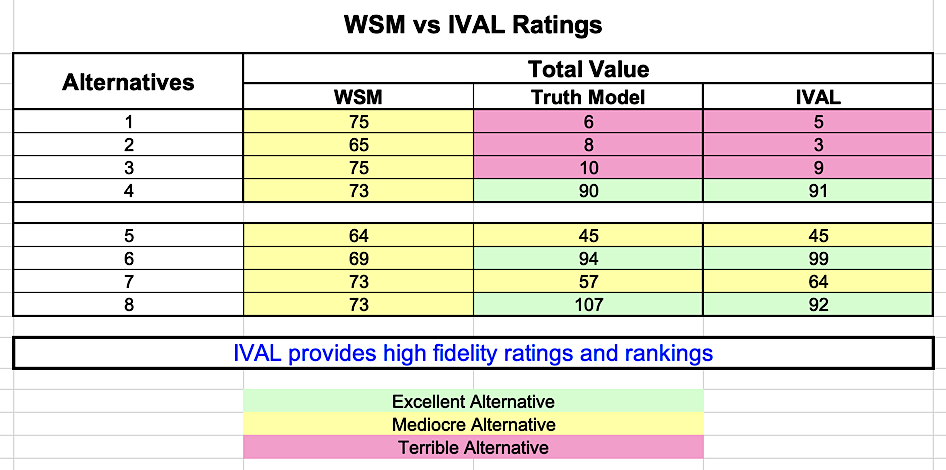 WSM vs IVAL Ratings
Alternatives Total Value
WSM Truth Model IVAL
1 75 6 5
2 65 8 3
3 75 10 9
4 73 90 91
5 64 45 45
6 69 94 99
7 73 57 64
8 73 107 92
IVAL provides high fidelity ratings and rankings
Excellent Alternative
Mediocre Alternative
Terrible Alternative